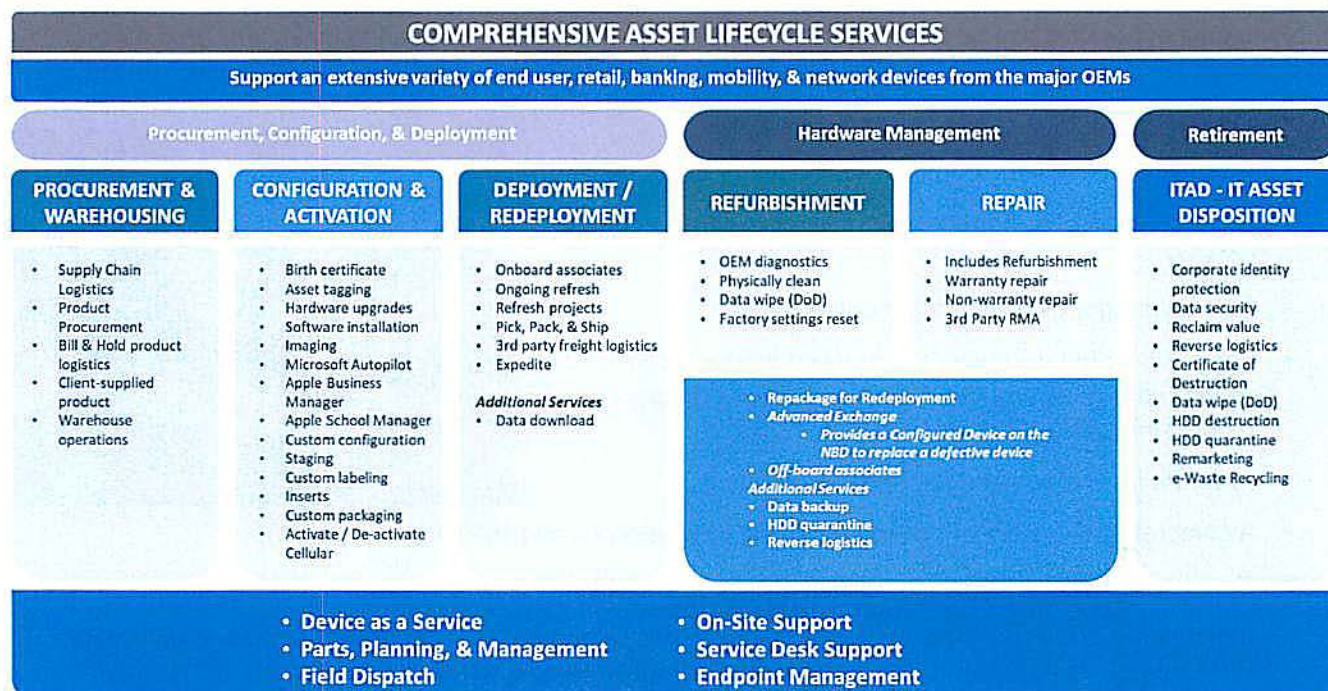 COMPREHENSIVE ASSET LIFECYCLE SERVICES
Support an extensive variety of end user, retail, banking, mobility, & network devices from the major OEMs
Procurement, Configuration, & Deployment
Hardware Management
Retirement
PROCUREMENT &
WAREHOUSING
• Supply Chain
Logistics
• Product
Procurement
• Bill & Hold product
logistics
• Client-supplied
product
• Warehouse
operations
CONFIGURATION &
ACTIVATION
• Birth certificate
• Asset tagging
• Hardware upgrades
• Software installation
• Imaging
• Microsoft Autopilot
• Apple Business
Manager
• Apple School Manager
• Custom configuration
• Staging
• Custom labeling
• Inserts
• Custom packaging
• Activate / De-activate
Cellular
DEPLOYMENT /
REDEPLOYMENT
• Onboard associates
• Ongoing refresh
• Refresh projects
• Pick, Pack, & Ship
• 3rd party freight logistics
• Expedite
Additional Services
• Data download
REFURBISHMENT
• OEM diagnostics
• Physically clean
• Data wipe (DoD)
• Factory settings reset
REPAIR
• Includes Refurbishment
• Warranty repair
• Non-warranty repair
• 3rd Party RMA
• Repackage for Redeployment
• Advanced Exchange
• Provides a Configured Device on the
NBD to replace a defective device
• Off-board associates
Additional Services
• Data backup
• HDD quarantine
• Reverse logistics
ITAD - IT ASSET
DISPOSITION
• Corporate identity
protection
• Data security
• Reclaim value
• Reverse logistics
• Certificate of
Destruction
• Data wipe (DoD)
• HDD destruction
• HDD quarantine
• Remarketing
• e-Waste Recycling
• Device as a Service
• Parts, Planning, & Management
• Field Dispatch
• On-Site Support
• Service Desk Support
• Endpoint Management